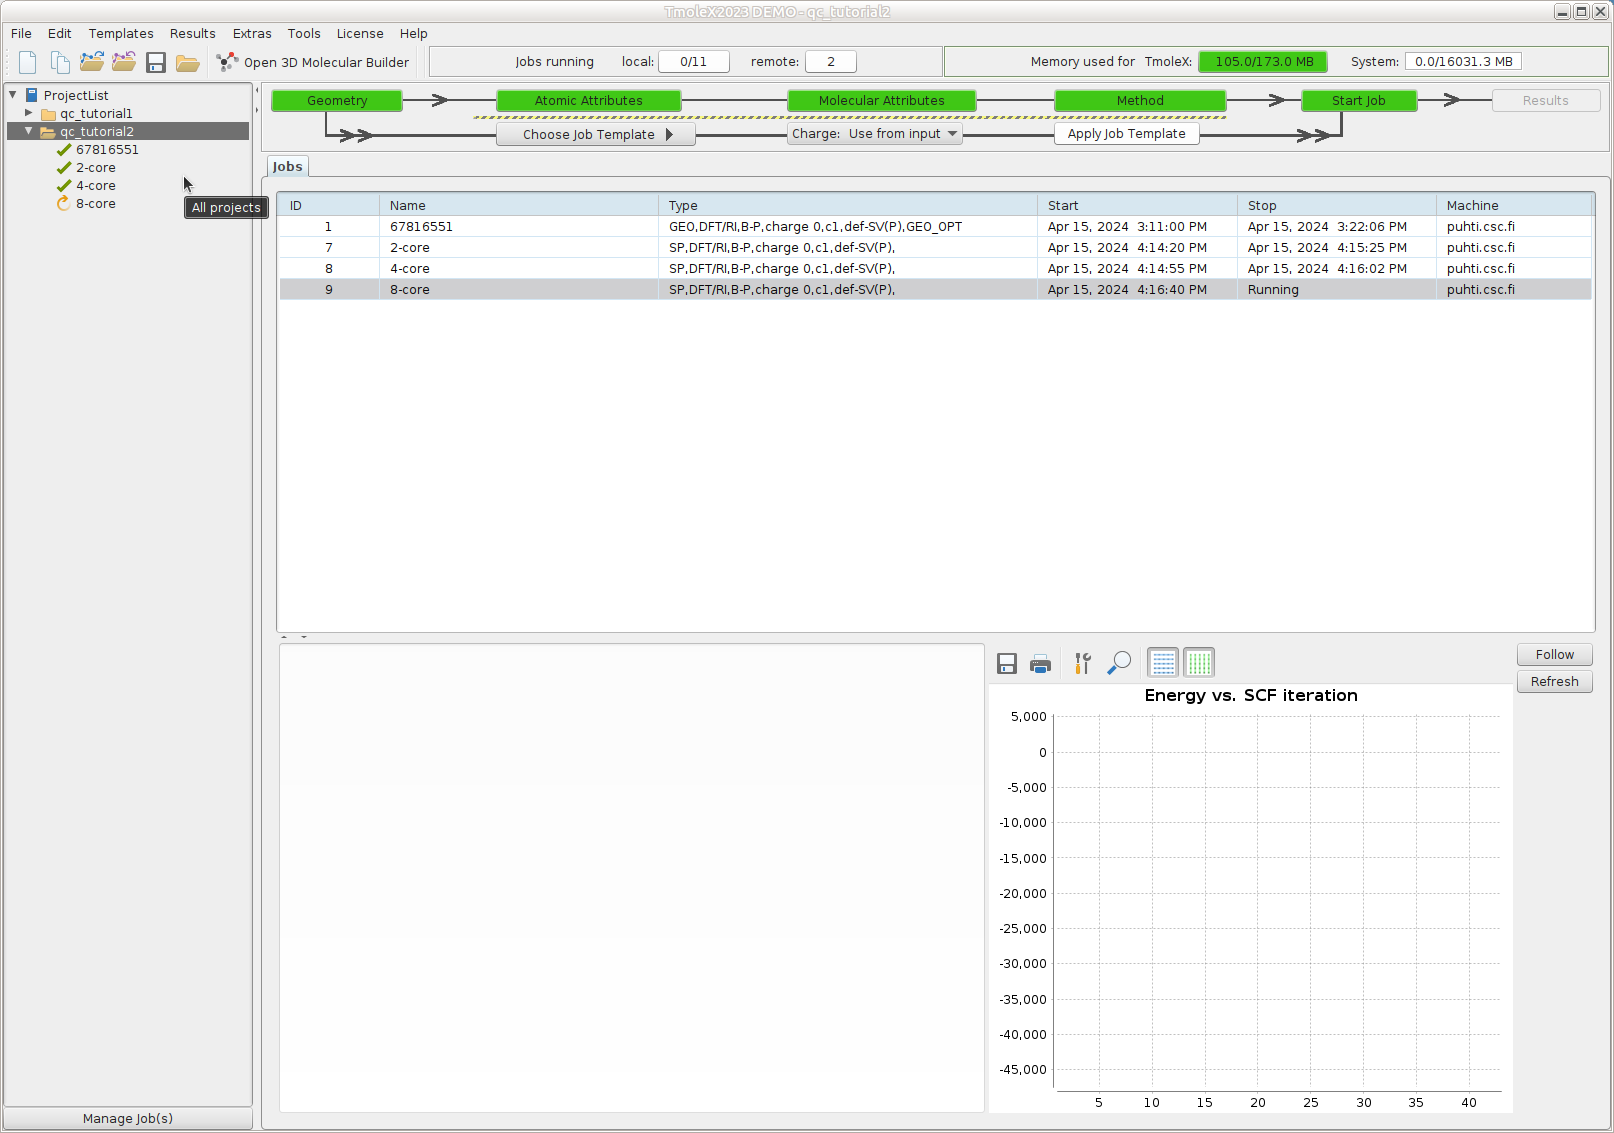 TmoleX2023 DEMO - qc_tutorial2
File Edit Templates Results Extras Tools License Help
Open 3D Molecular Builder Jobs running local: 0/11 remote: 2 Memory used for TmoleX: 105.0/173.0 MB System: 0.0/16031.3 MB
ProjectList
qc_tutorial1
qc_tutorial2
67816551
2-core
4-core
8-core
All projects
Manage Job(s)
Geometry Atomic Attributes Molecular Attributes Method Start Job Results
Choose Job Template Charge: Use from input Apply Job Template
Jobs
ID Name Type Start Stop Machine
1 67816551 GEO,DFT/RI,B-P,charge 0,c1,def-SV(P),GEO_OPT Apr 15, 2024 3:11:00 PM Apr 15, 2024 3:22:06 PM puhti.csc.fi
7 2-core SP,DFT/RI,B-P,charge 0,c1,def-SV(P), Apr 15, 2024 4:14:20 PM Apr 15, 2024 4:15:25 PM puhti.csc.fi
8 4-core SP,DFT/RI,B-P,charge 0,c1,def-SV(P), Apr 15, 2024 4:14:55 PM Apr 15, 2024 4:16:02 PM puhti.csc.fi
9 8-core SP,DFT/RI,B-P,charge 0,c1,def-SV(P), Apr 15, 2024 4:16:40 PM Running puhti.csc.fi
Follow
Refresh
Energy vs. SCF iteration
5,000
0
-5,000
-10,000
-15,000
-20,000
-25,000
-30,000
-35,000
-40,000
-45,000
5 10 15 20 25 30 35 40